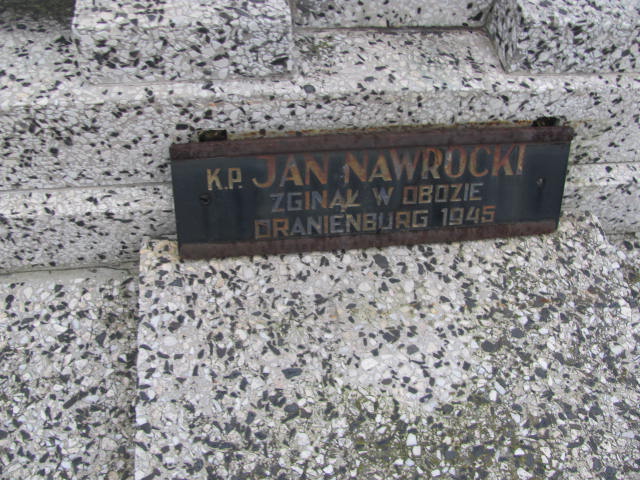 K.P. JAN NAWROCKI
ZGINĄŁ W OBOZIE
ORANIENBURG 1945